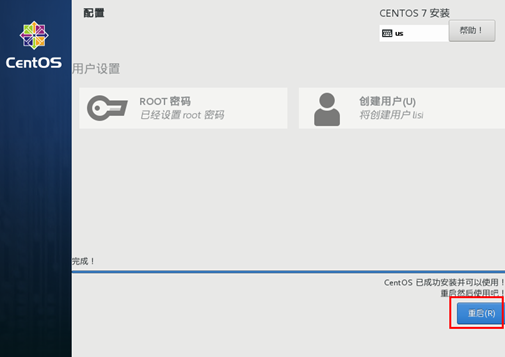 配置
CENTOS 7 安装
us
帮助！
CentOS
用户设置
ROOT 密码
已经设置 root 密码
创建用户(U)
将创建用户 lisi
完成！
CentOS 已成功安装并可以使用！
重启然后使用吧！
重启(R)